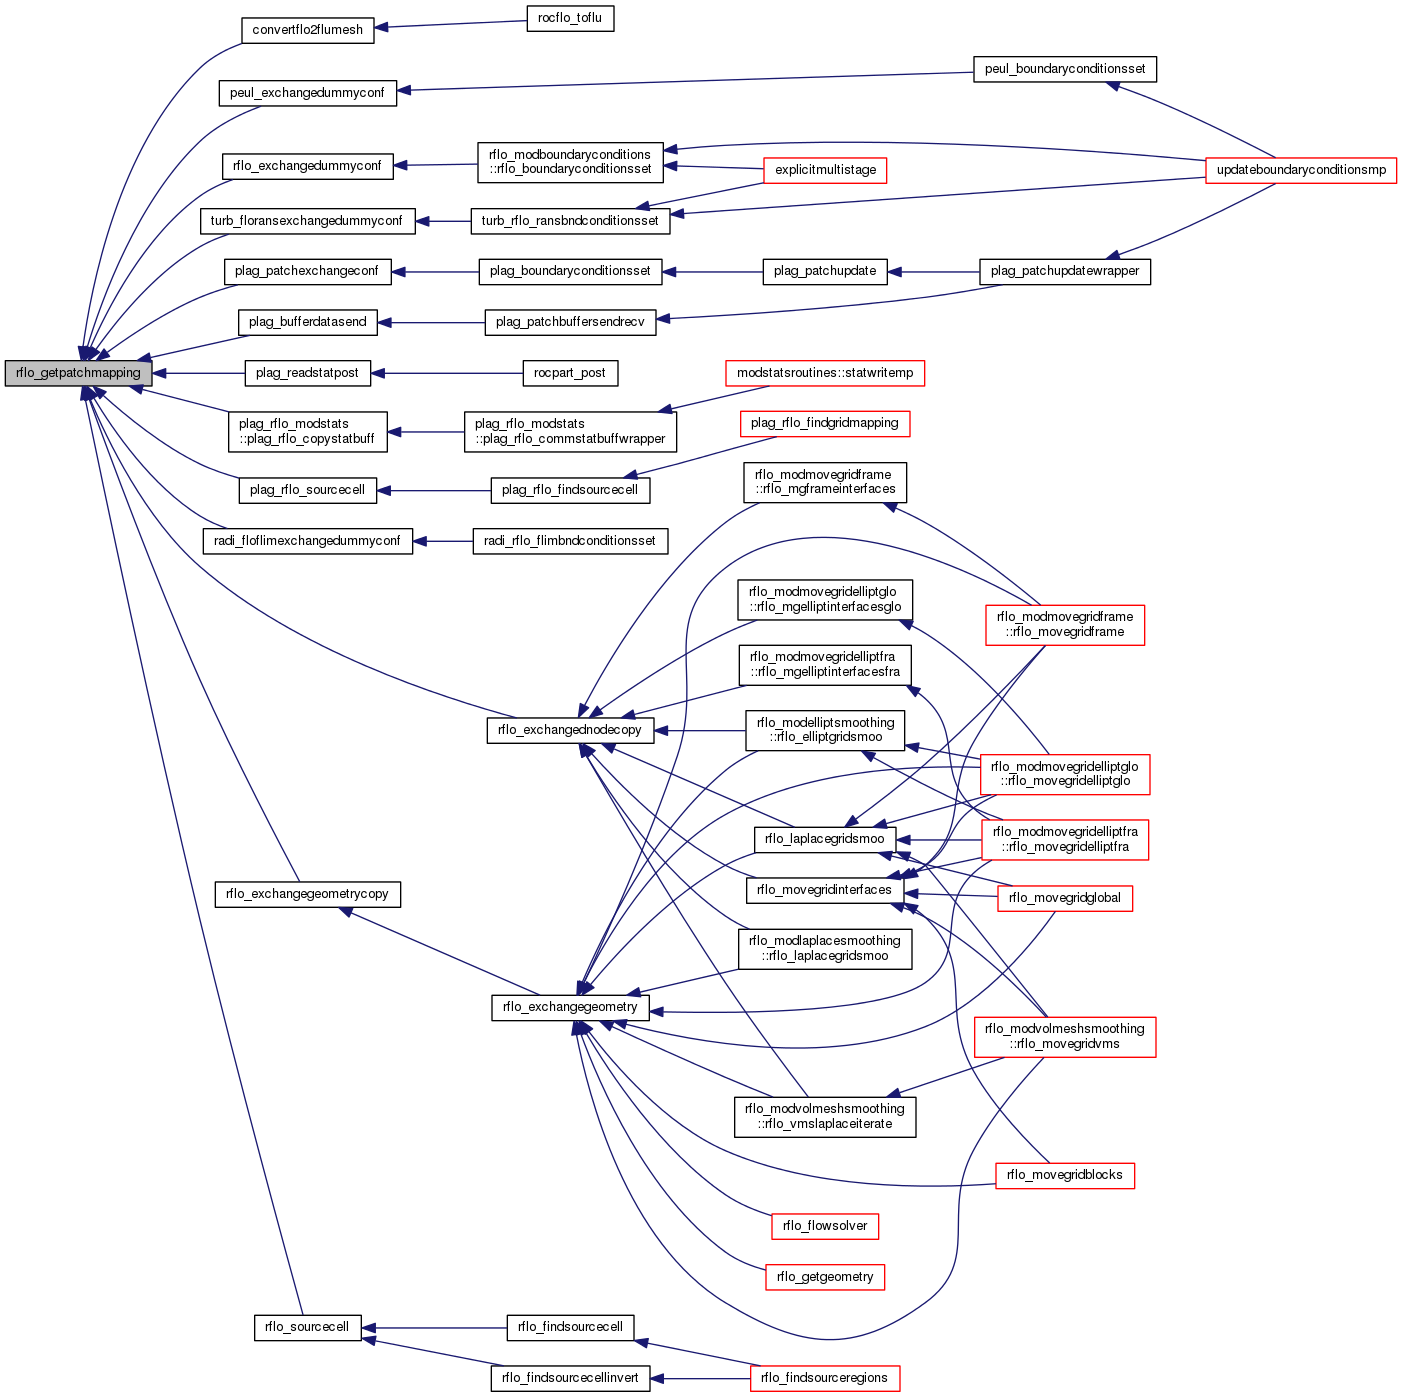 convertflo2flumesh
rocflo_toflu
peul_exchangedummyconf
peul_boundaryconditionsset
rflo_exchangedummyconf
rflo_modboundaryconditions
::rflo_boundaryconditionsset
explicitmultistage
updateboundaryconditionsmp
turb_floransexchangedummyconf
turb_rflo_ransbndconditionsset
plag_patchexchangeconf
plag_boundaryconditionsset
plag_patchupdate
plag_patchupdatewrapper
plag_bufferdatasend
plag_patchbuffersendrecv
rflo_getpatchmapping
plag_readstatpost
rocpart_post
modstatsroutines::statwritemp
plag_rflo_modstats
::plag_rflo_copystatbuff
plag_rflo_modstats
::plag_rflo_commstatbuffwrapper
plag_rflo_findgridmapping
plag_rflo_sourcecell
plag_rflo_findsourcecell
rflo_modmovegridframe
::rflo_mgframeinterfaces
radi_floflimexchangedummyconf
radi_rflo_flimbndconditionsset
rflo_modmovegridelliptglo
::rflo_mgelliptinterfacesglo
rflo_modmovegridframe
::rflo_movegridframe
rflo_modmovegridelliptfra
::rflo_mgelliptinterfacesfra
rflo_exchangednodecopy
rflo_modelliptsmoothing
::rflo_elliptgridsmoo
rflo_modmovegridelliptglo
::rflo_movegridelliptglo
rflo_laplacegridsmoo
rflo_modmovegridelliptfra
::rflo_movegridelliptfra
rflo_exchangegeometrycopy
rflo_movegridinterfaces
rflo_movegridglobal
rflo_modlaplacesmoothing
::rflo_laplacegridsmoo
rflo_exchangegeometry
rflo_modvolmeshsmoothing
::rflo_movegridvms
rflo_modvolmeshsmoothing
::rflo_vmslaplaceiterate
rflo_movegridblocks
rflo_flowsolver
rflo_getgeometry
rflo_sourcecell
rflo_findsourcecell
rflo_findsourcecellinvert
rflo_findsourceregions